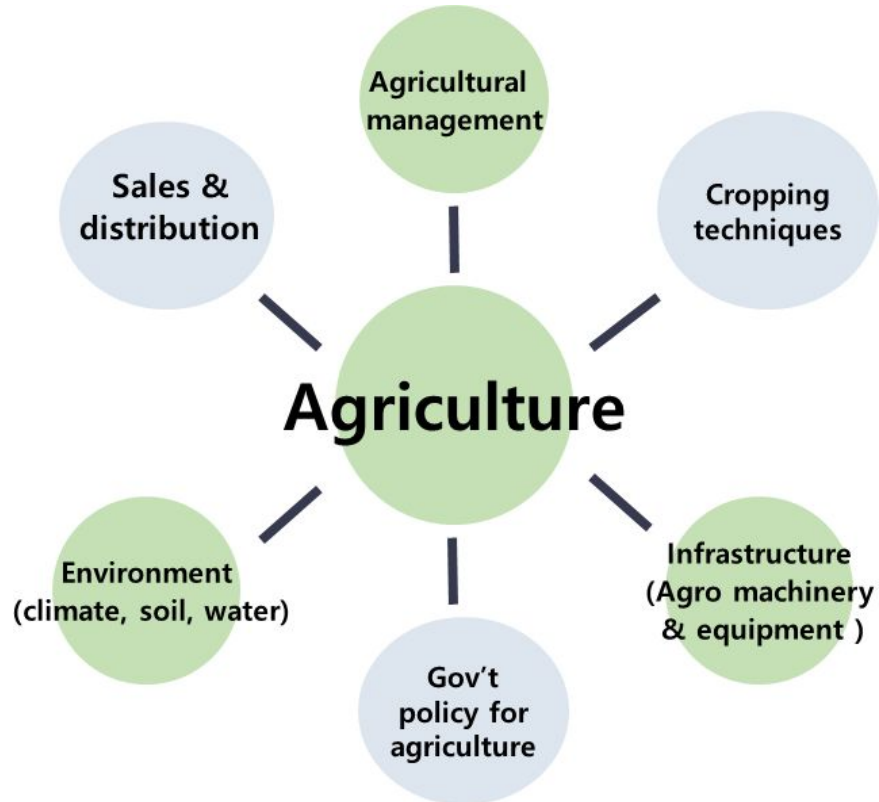 Agricultural
management
Sales &
distribution
Cropping
techniques
Agriculture
Environment
(climate, soil, water)
Infrastructure
(Agro machinery
& equipment )
Gov't
policy for
agriculture